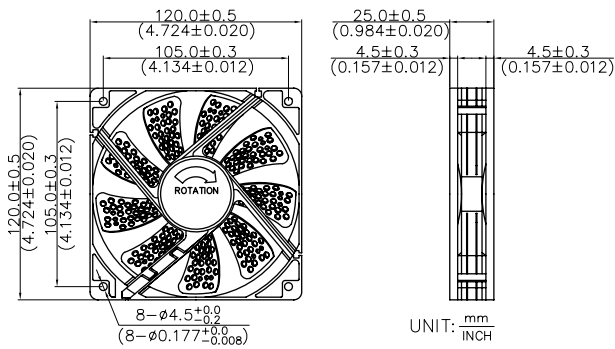 120.0±0.5
(4.724±0.020)
105.0±0.3
(4.134±0.012)
25.0±0.5
(0.984±0.020)
4.5±0.3
(0.157±0.012)
4.5±0.3
(0.157±0.012)
120.0±0.5
(4.724±0.020)
105.0±0.3
(4.134±0.012)
ROTATION
8-ø4.5+0.0 -0.2
(8-ø0.177+0.0 -0.008)
UNIT: mm
INCH